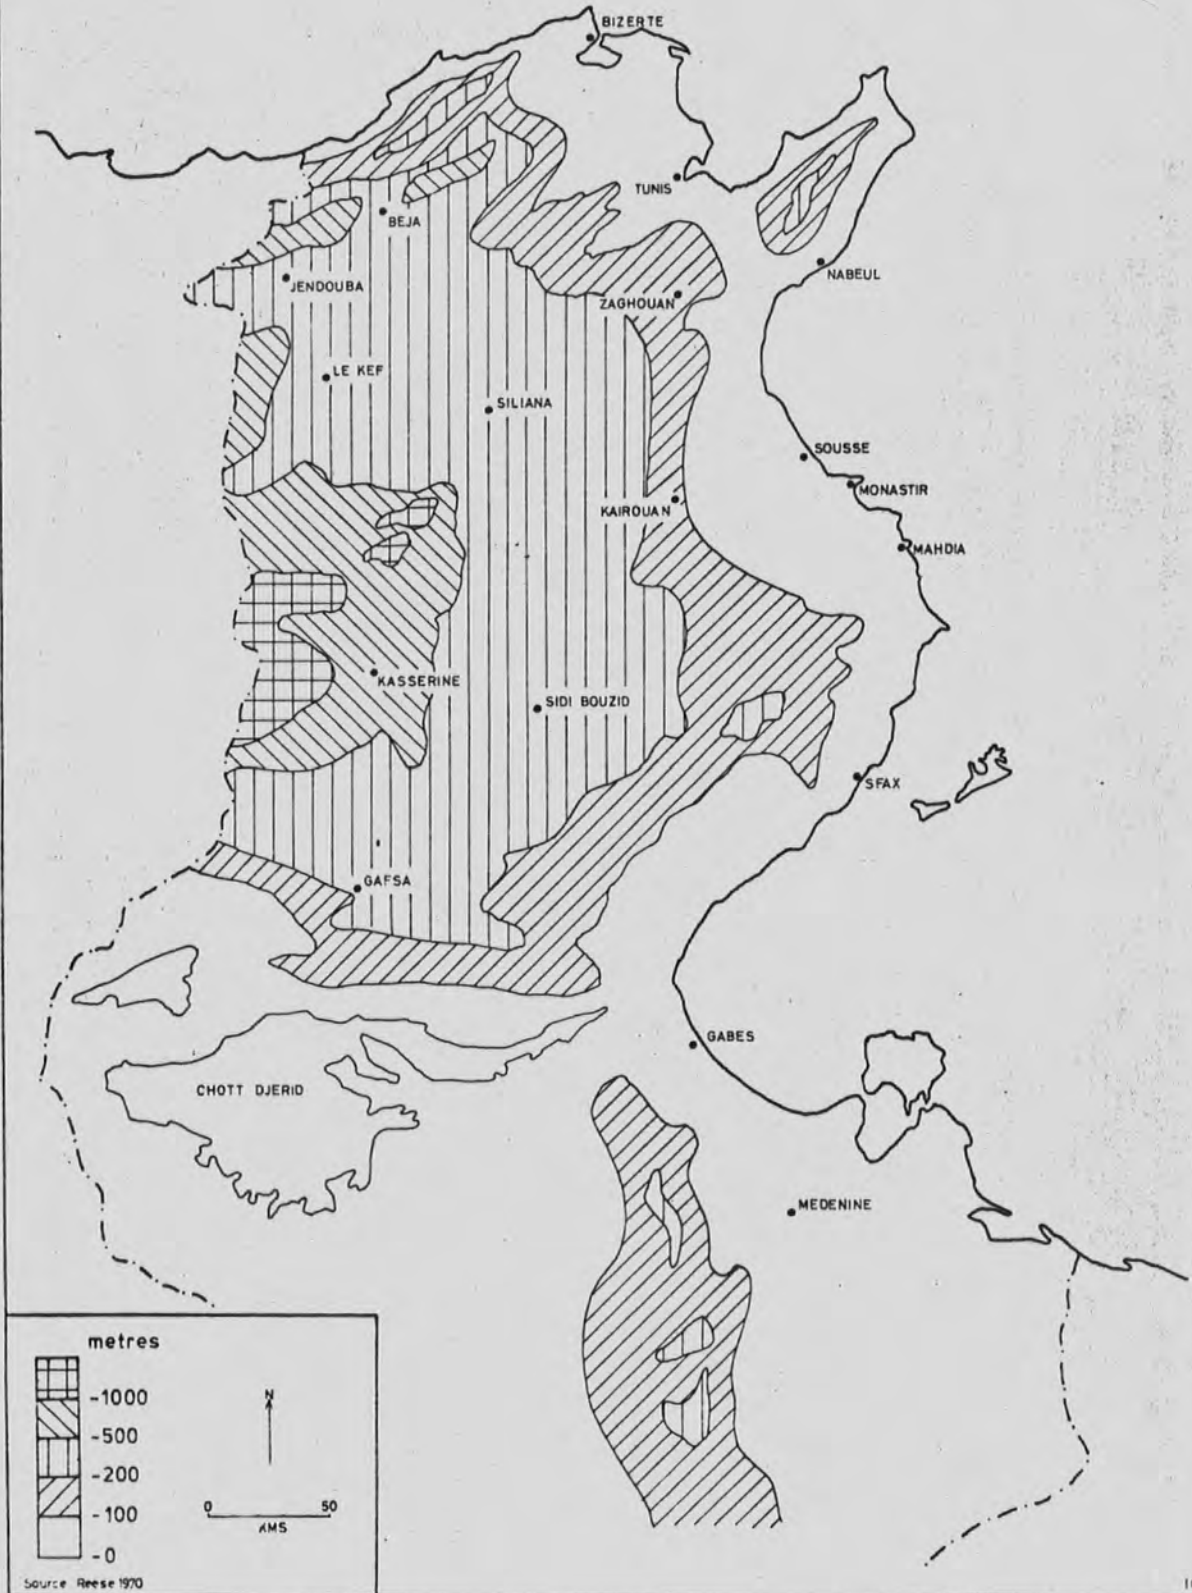 BIZERTE
TUNIS
BEJA
NABEUL
JENDOUBA
ZAGHOUAN
LE KEF
SILIANA
SOUSSE
MONASTIR
KAIROUAN
MAHDIA
KASSERINE
SIDI BOUZID
SFAX
GAFSA
GABES
CHOTT DJERID
MEDENINE
metres
-1000
-500
-200
-100
-0
N
0 50
KMS
Source Reese 1970